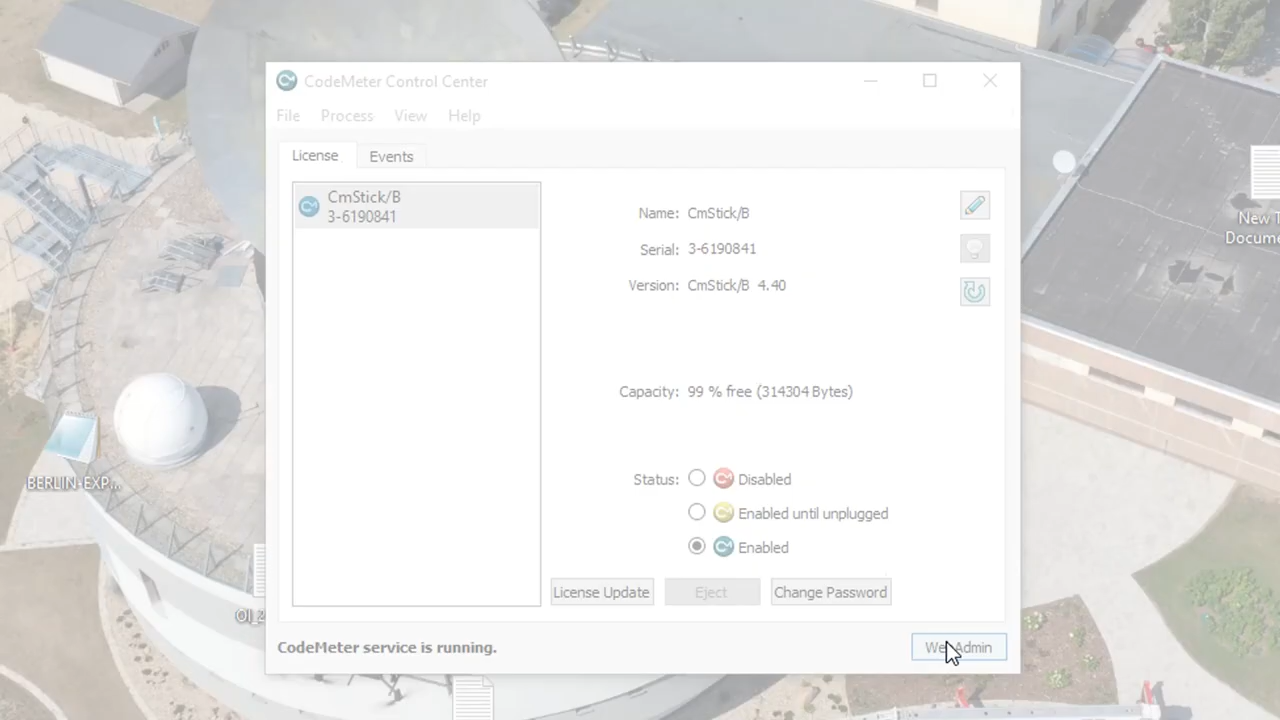 CodeMeter Control Center
File Process View Help
License Events
CmStick/B
3-6190841
Name: CmStick/B
Serial: 3-6190841
Version: CmStick/B 4.40
Capacity: 99 % free (314304 Bytes)
Status: Disabled
Enabled until unplugged
Enabled
License Update Eject Change Password
CodeMeter service is running.
BERLIN-EXP...
New T
Docume